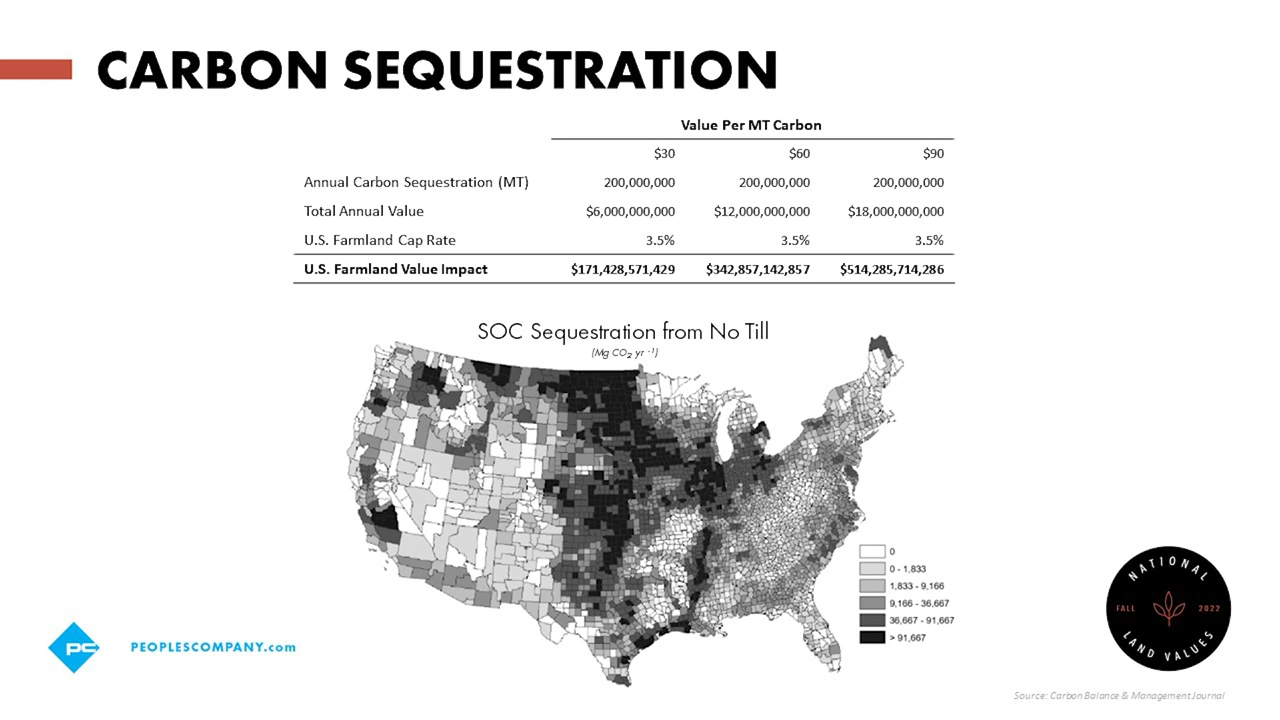 CARBON SEQUESTRATION
Value Per MT Carbon
$30 $60 $90
Annual Carbon Sequestration (MT) 200,000,000 200,000,000 200,000,000
Total Annual Value $6,000,000,000 $12,000,000,000 $18,000,000,000
U.S. Farmland Cap Rate 3.5% 3.5% 3.5%
U.S. Farmland Value Impact $171,428,571,429 $342,857,142,857 $514,285,714,286
SOC Sequestration from No Till
(Mg CO₂ yr ⁻¹)
0
0 - 1,833
1,833 - 9,166
9,166 - 36,667
36,667 - 91,667
> 91,667
NATIONAL
FALL 2022
LAND VALUES
PC
PEOPLESCOMPANY.com
Source: Carbon Balance & Management Journal